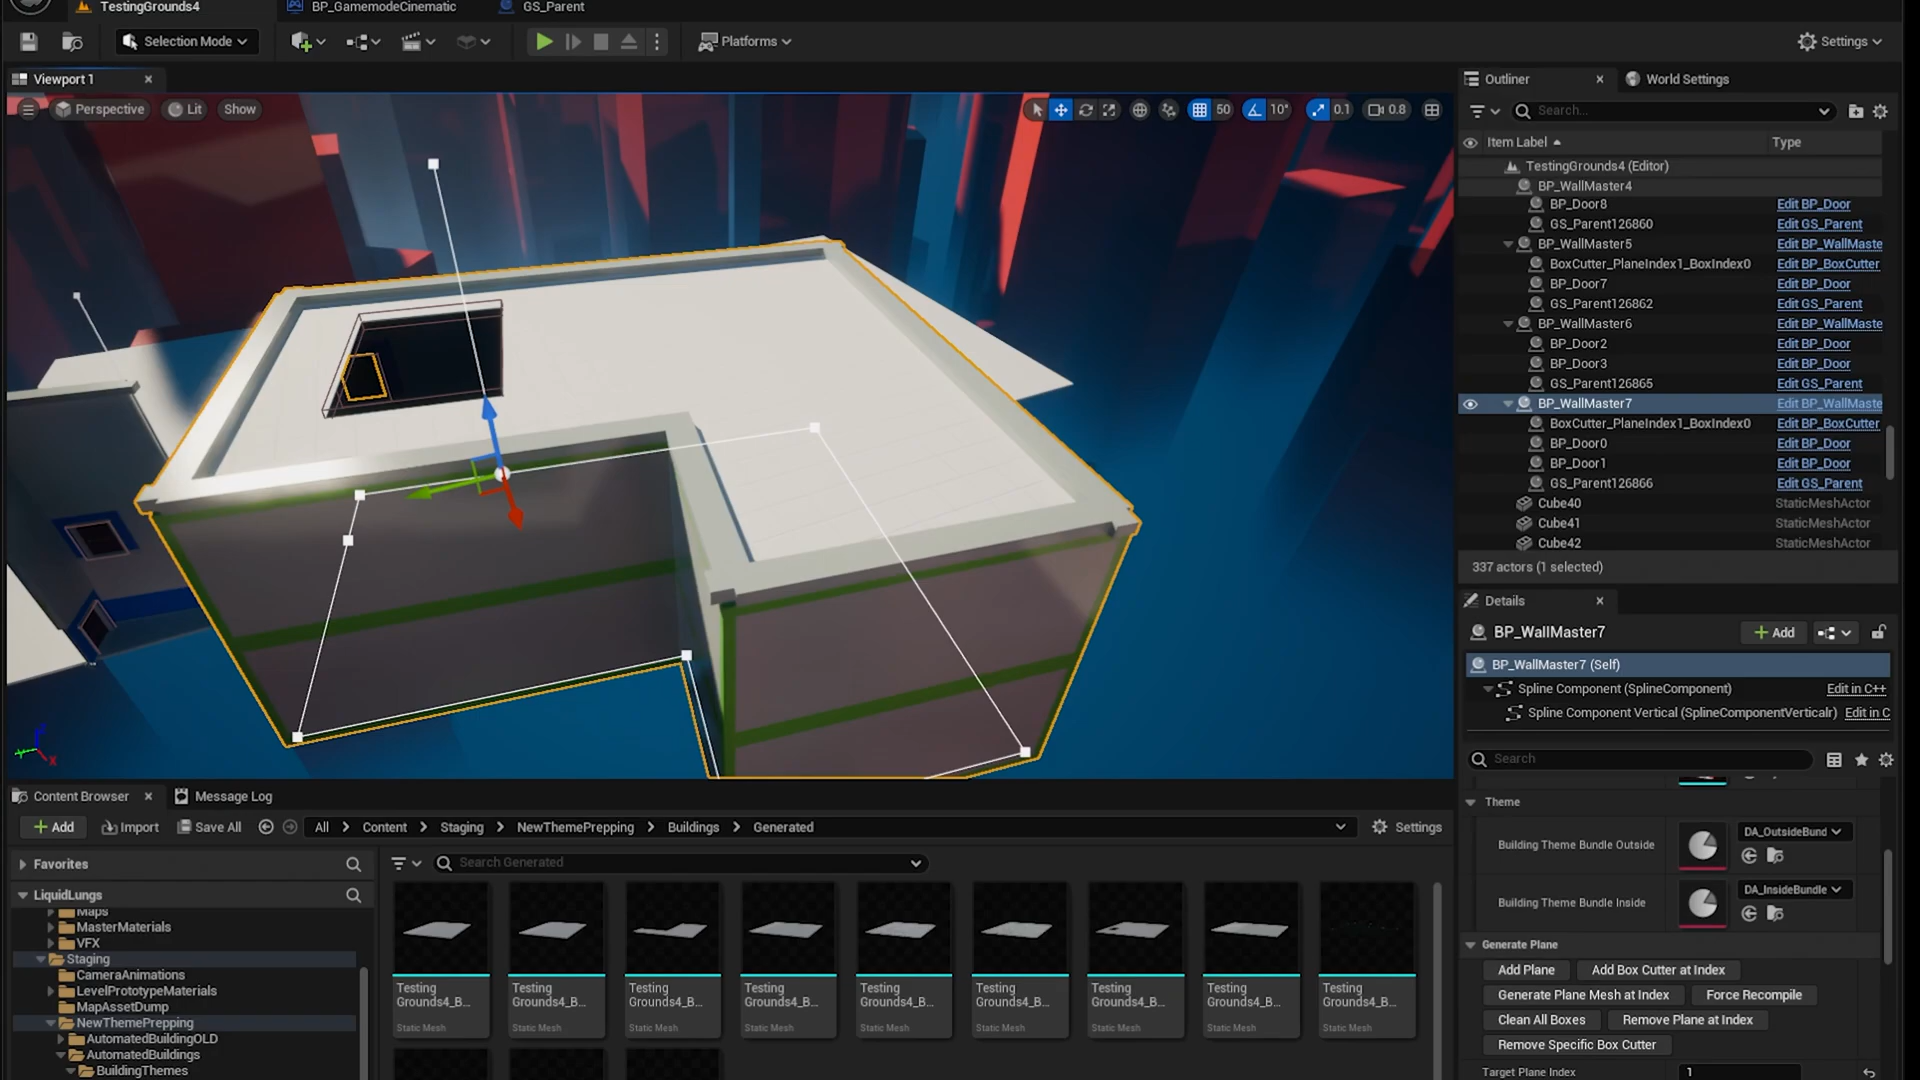 TestingGrounds4
BP_GamemodeCinematic
GS_Parent
Selection Mode
Platforms
Settings
Viewport 1
Perspective
Lit
Show
50
10°
0.1
0.8
Outliner
World Settings
Search...
Item Label
Type
TestingGrounds4 (Editor)
BP_WallMaster4
BP_Door8 Edit BP_Door
GS_Parent126860 Edit GS_Parent
BP_WallMaster5 Edit BP_WallMaste
BoxCutter_PlaneIndex1_BoxIndex0 Edit BP_BoxCutter
BP_Door7 Edit BP_Door
GS_Parent126862 Edit GS_Parent
BP_WallMaster6 Edit BP_WallMaste
BP_Door2 Edit BP_Door
BP_Door3 Edit BP_Door
GS_Parent126865 Edit GS_Parent
BP_WallMaster7 Edit BP_WallMaste
BoxCutter_PlaneIndex1_BoxIndex0 Edit BP_BoxCutter
BP_Door0 Edit BP_Door
BP_Door1 Edit BP_Door
GS_Parent126866 Edit GS_Parent
Cube40 StaticMeshActor
Cube41 StaticMeshActor
Cube42 StaticMeshActor
337 actors (1 selected)
Details
BP_WallMaster7
Add
BP_WallMaster7 (Self)
Spline Component (SplineComponent) Edit in C++
Spline Component Vertical (SplineComponentVerticalr) Edit in C
Search
Theme
Building Theme Bundle Outside
DA_OutsideBund
Building Theme Bundle Inside
DA_InsideBundle
Generate Plane
Add Plane
Add Box Cutter at Index
Generate Plane Mesh at Index
Force Recompile
Clean All Boxes
Remove Plane at Index
Remove Specific Box Cutter
Target Plane Index 1
Content Browser
Message Log
Add
Import
Save All
All
Content
Staging
NewThemePrepping
Buildings
Generated
Settings
Favorites
Search Generated
LiquidLungs
Maps
MasterMaterials
VFX
Staging
CameraAnimations
LevelPrototypeMaterials
MapAssetDump
NewThemePrepping
AutomatedBuildingOLD
AutomatedBuildings
BuildingThemes
Testing
Grounds4_B...
Static Mesh
Testing
Grounds4_B...
Static Mesh
Testing
Grounds4_B...
Static Mesh
Testing
Grounds4_B...
Static Mesh
Testing
Grounds4_B...
Static Mesh
Testing
Grounds4_B...
Static Mesh
Testing
Grounds4_B...
Static Mesh
Testing
Grounds4_B...
Static Mesh
Testing
Grounds4_B...
Static Mesh